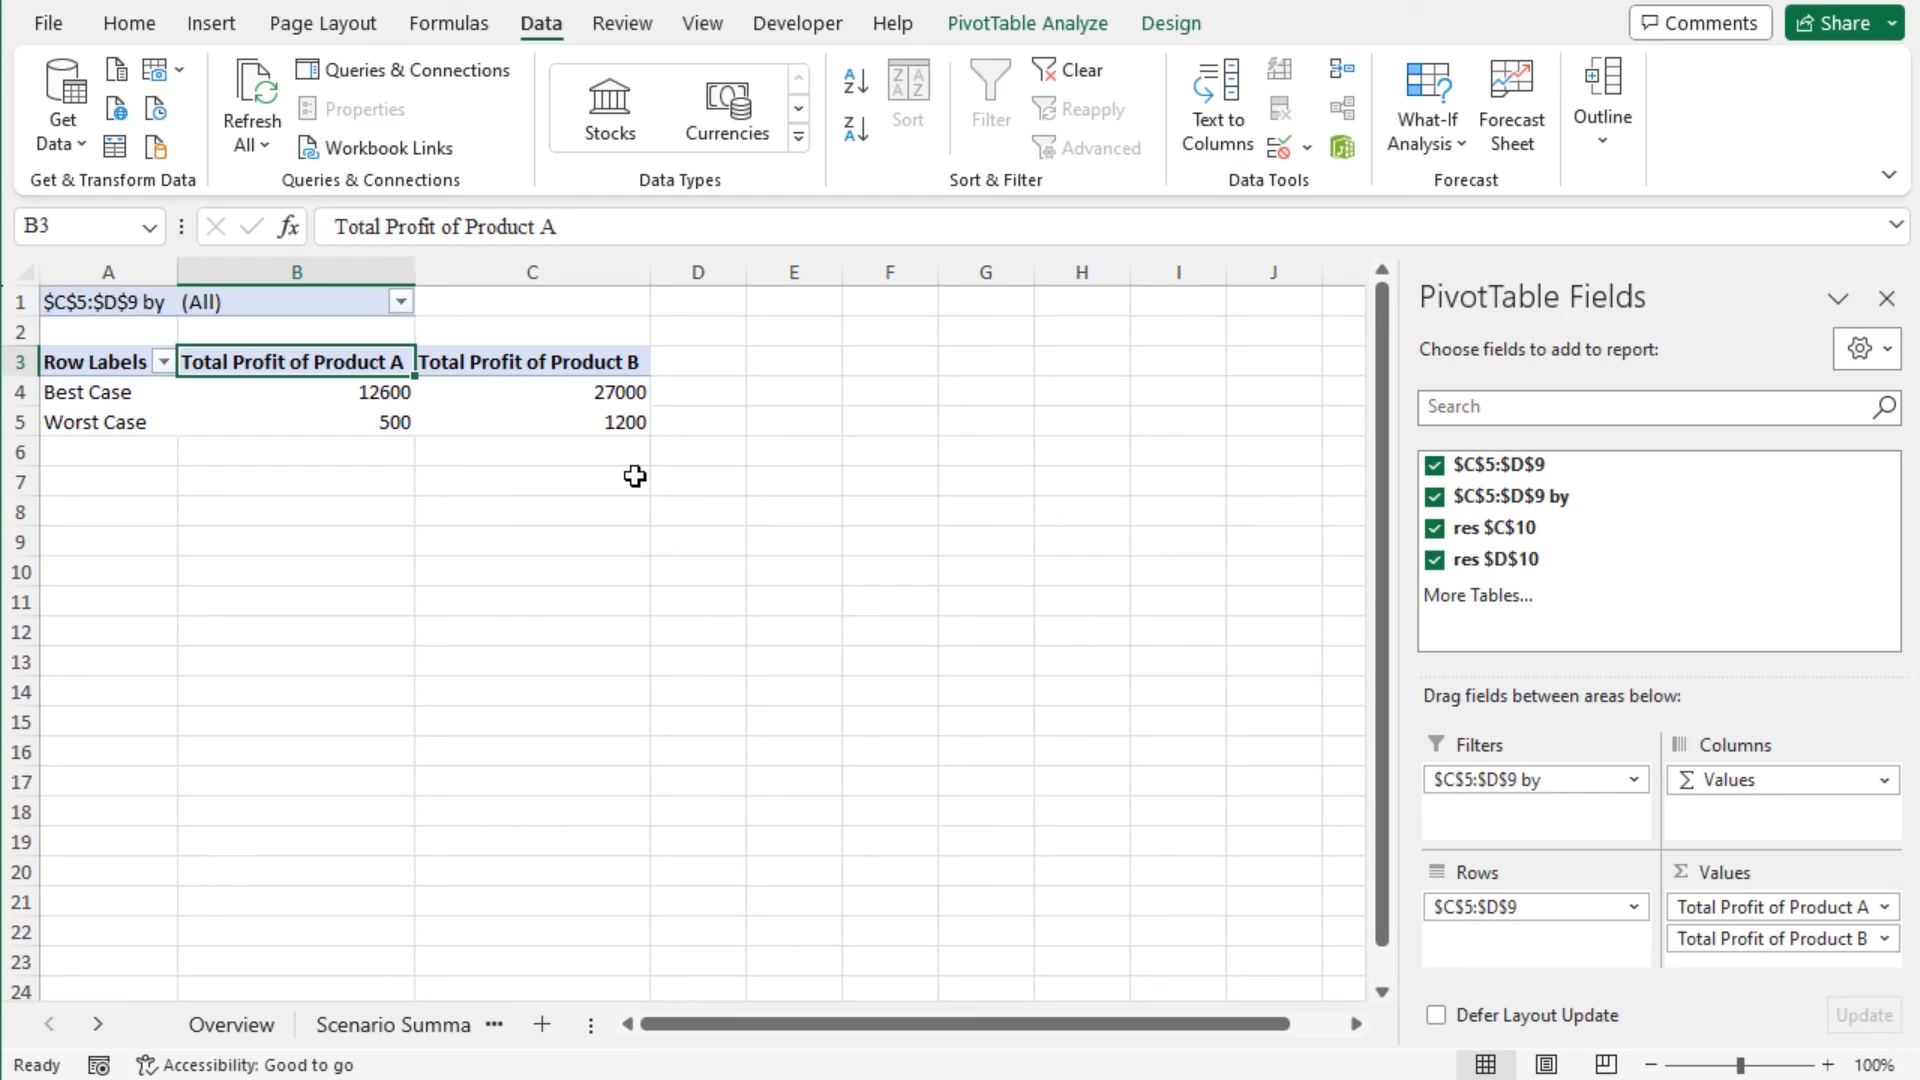 File Home Insert Page Layout Formulas Data Review View Developer Help PivotTable Analyze Design Comments Share
Get Data
Refresh All
Queries & Connections
Properties
Workbook Links
Stocks
Currencies
Sort
Filter
Clear
Reapply
Advanced
Text to Columns
What-If Analysis
Forecast Sheet
Outline
Get & Transform Data Queries & Connections Data Types Sort & Filter Data Tools Forecast
B3 fx Total Profit of Product A
A B C D E F G H I J
1 $C$5:$D$9 by (All)
2
3 Row Labels Total Profit of Product A Total Profit of Product B
4 Best Case 12600 27000
5 Worst Case 500 1200
6
7
8
9
10
11
12
13
14
15
16
17
18
19
20
21
22
23
24
PivotTable Fields
Choose fields to add to report:
Search
$C$5:$D$9
$C$5:$D$9 by
res $C$10
res $D$10
More Tables...
Drag fields between areas below:
Filters
$C$5:$D$9 by
Columns
Σ Values
Rows
$C$5:$D$9
Σ Values
Total Profit of Product A
Total Profit of Product B
Defer Layout Update Update
Overview Scenario Summa ...
Ready Accessibility: Good to go 100%